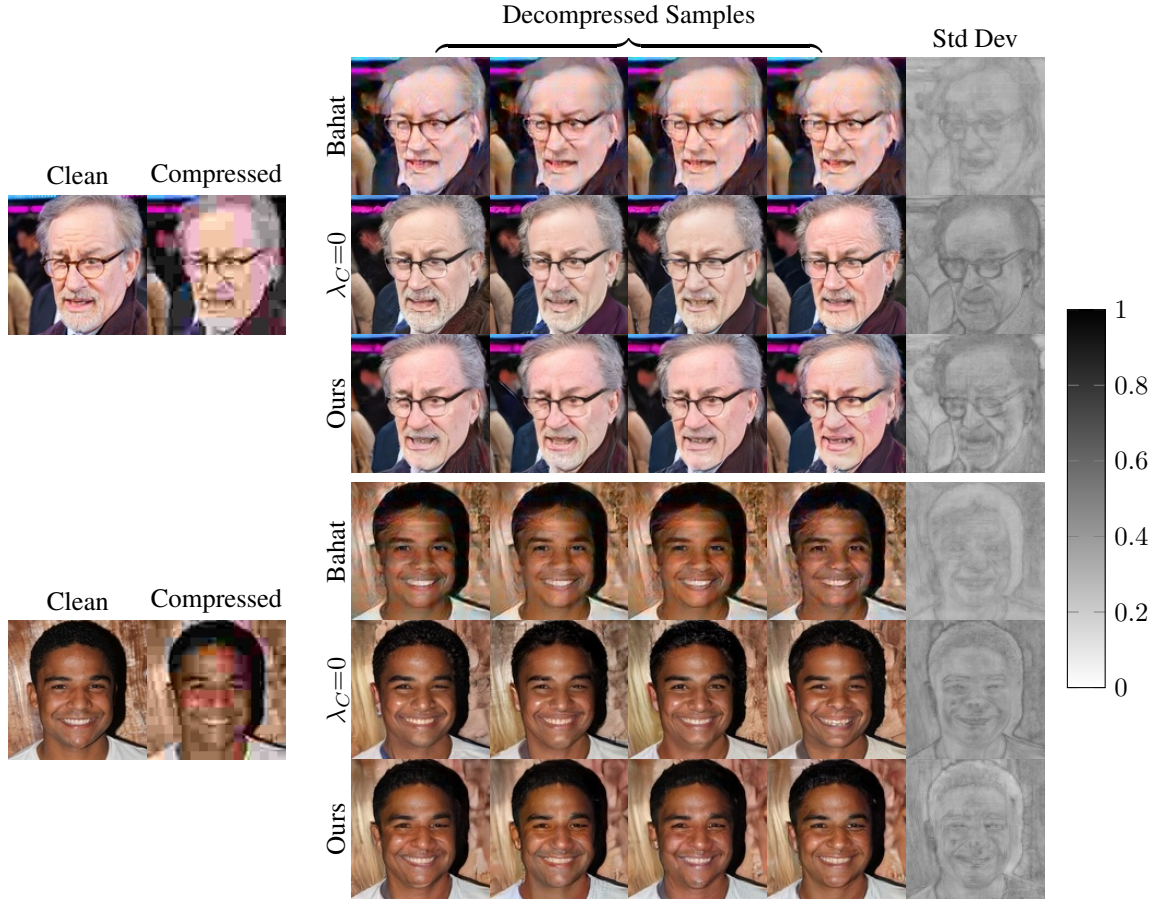 Decompressed Samples
Std Dev
Clean
Compressed
Bahat
λ_C=0
Ours
Clean
Compressed
Bahat
λ_C=0
Ours
1
0.8
0.6
0.4
0.2
0